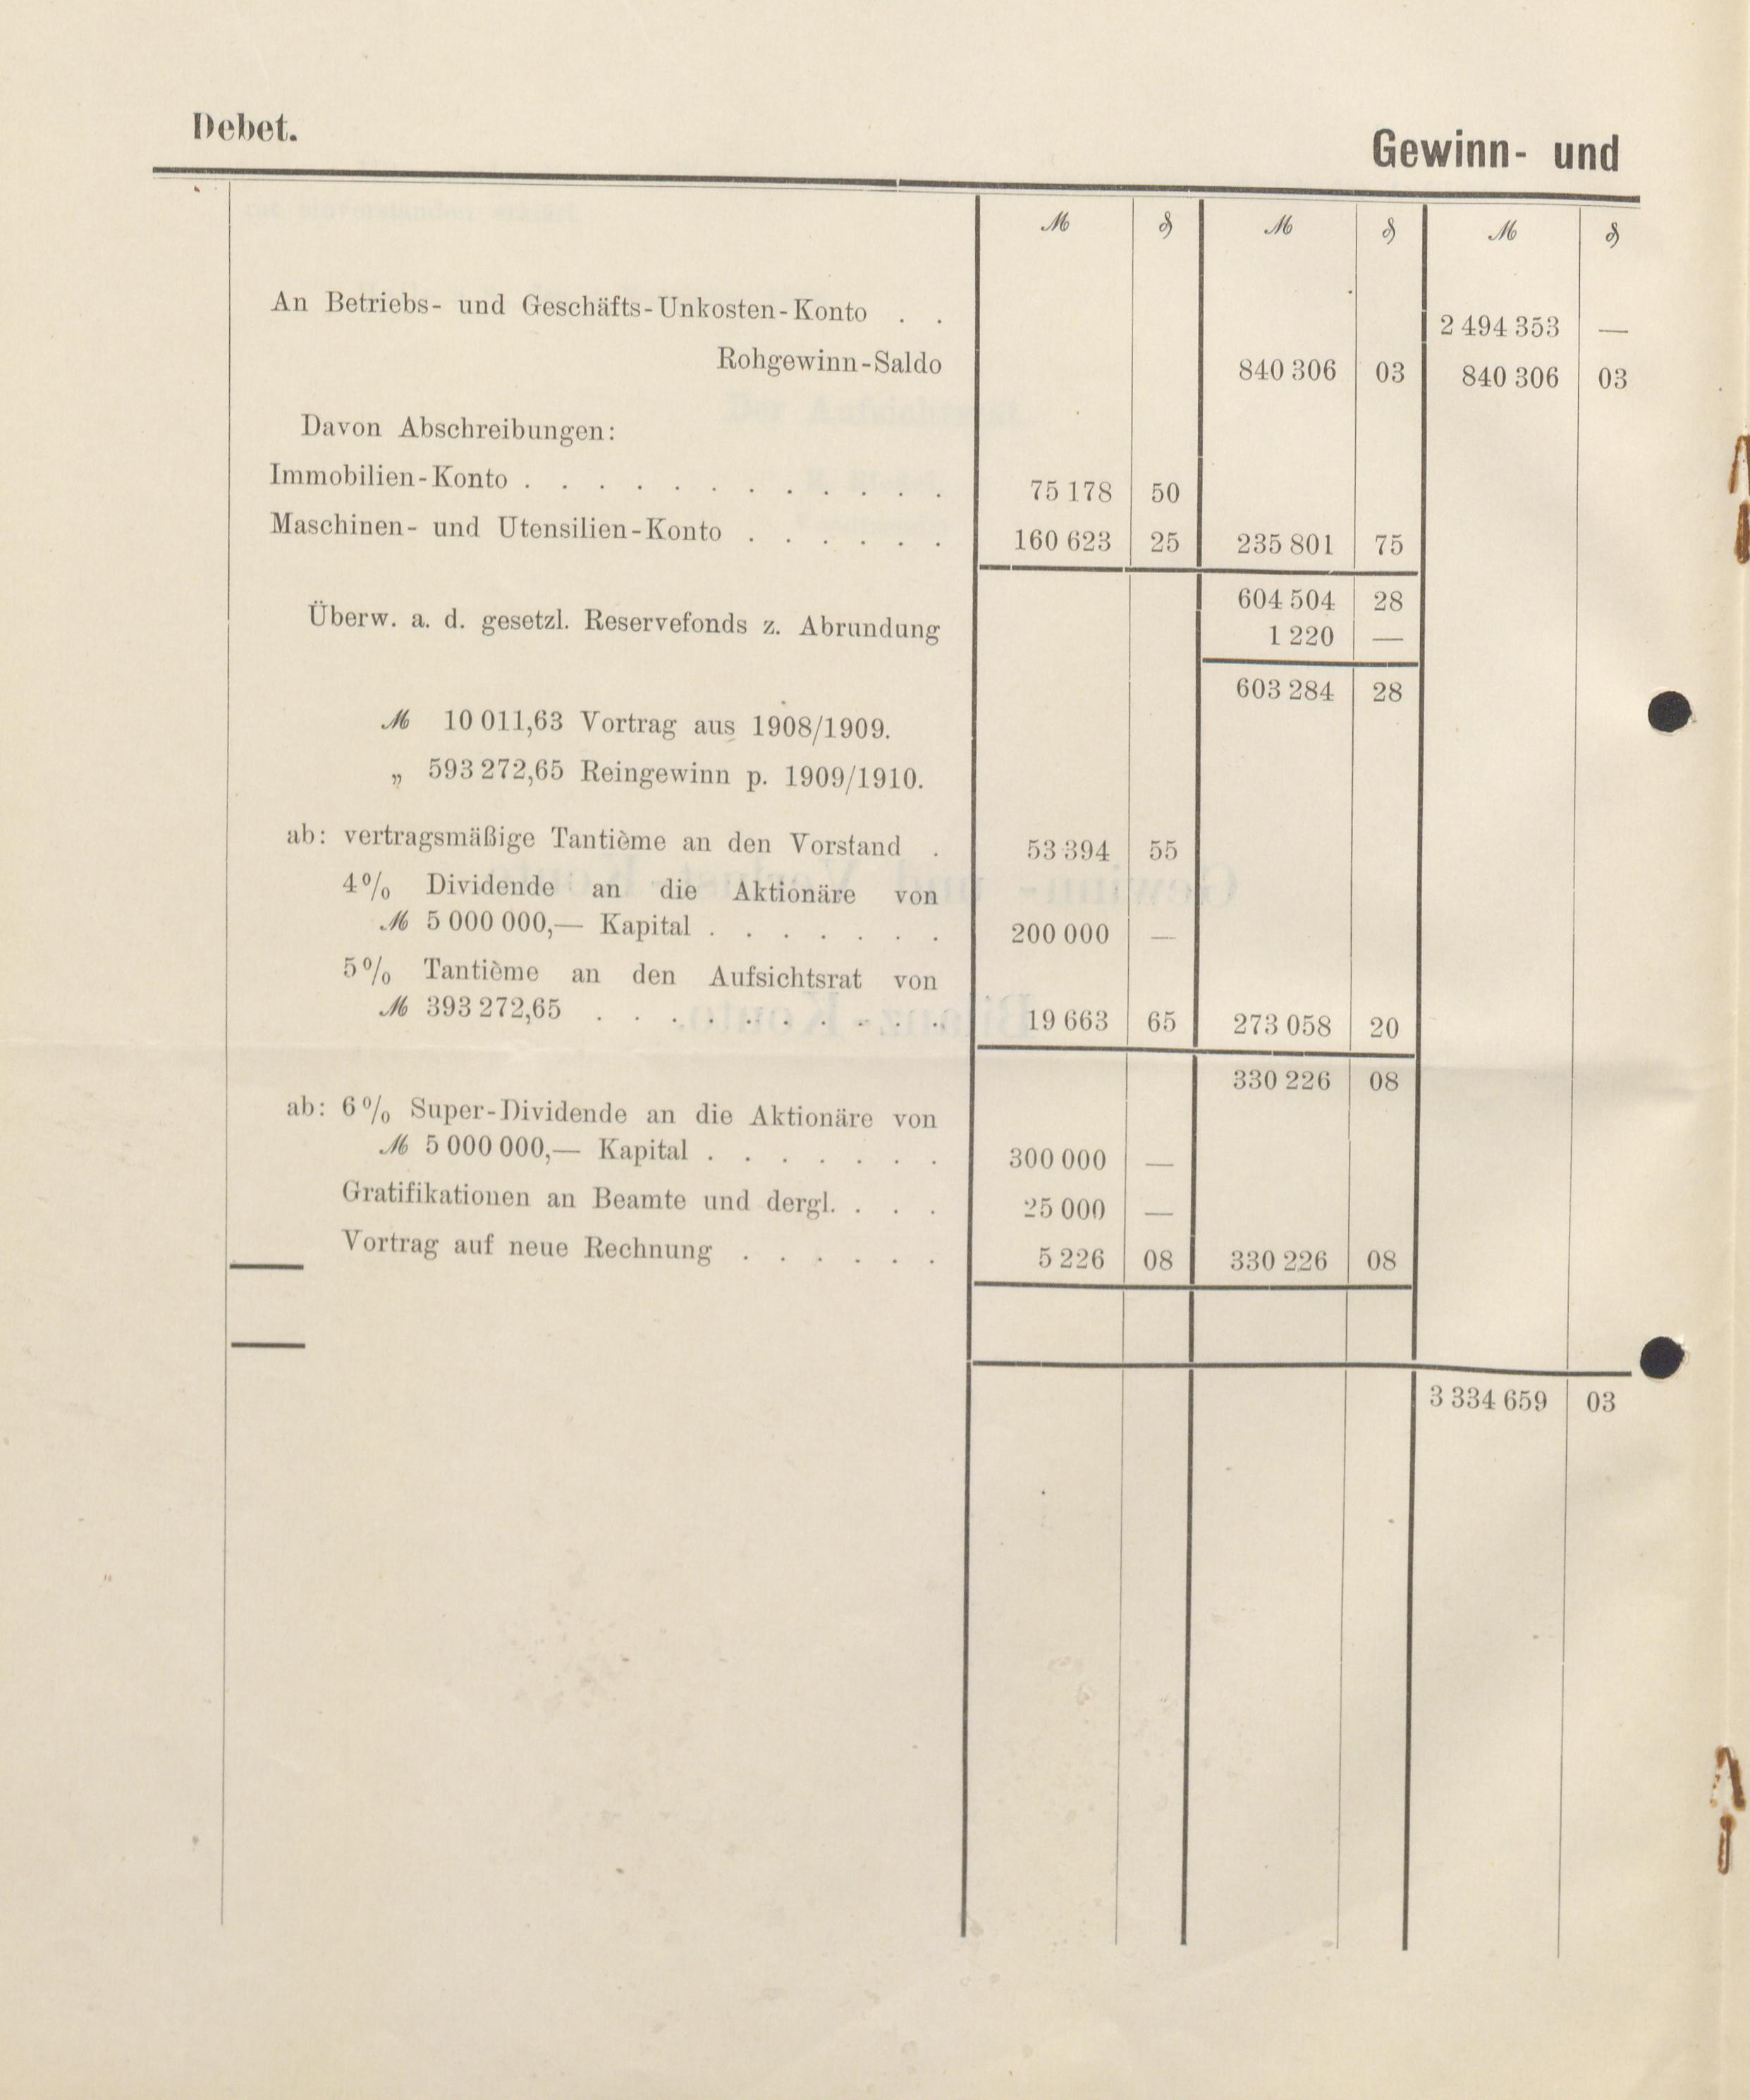 Debet.
Gewinn- und
ℳ ₰ ℳ ₰ ℳ ₰
An Betriebs- und Geschäfts-Unkosten-Konto . . 2 494 353 —
Rohgewinn-Saldo 840 306 03 840 306 03
Davon Abschreibungen:
Immobilien-Konto . . . . . . . . . . . . 75 178 50
Maschinen- und Utensilien-Konto . . . . . . 160 623 25 235 801 75
604 504 28
Überw. a. d. gesetzl. Reservefonds z. Abrundung 1 220 —
603 284 28
ℳ 10 011,63 Vortrag aus 1908/1909.
„ 593 272,65 Reingewinn p. 1909/1910.
ab: vertragsmäßige Tantième an den Vorstand . 53 394 55
4% Dividende an die Aktionäre von
ℳ 5 000 000,— Kapital . . . . . . . 200 000 —
5% Tantième an den Aufsichtsrat von
ℳ 393 272,65 . . . . . . . . . . 19 663 65 273 058 20
330 226 08
ab: 6% Super-Dividende an die Aktionäre von
ℳ 5 000 000,— Kapital . . . . . . . 300 000 —
Gratifikationen an Beamte und dergl. . . . 25 000 —
Vortrag auf neue Rechnung . . . . . . 5 226 08 330 226 08
3 334 659 03